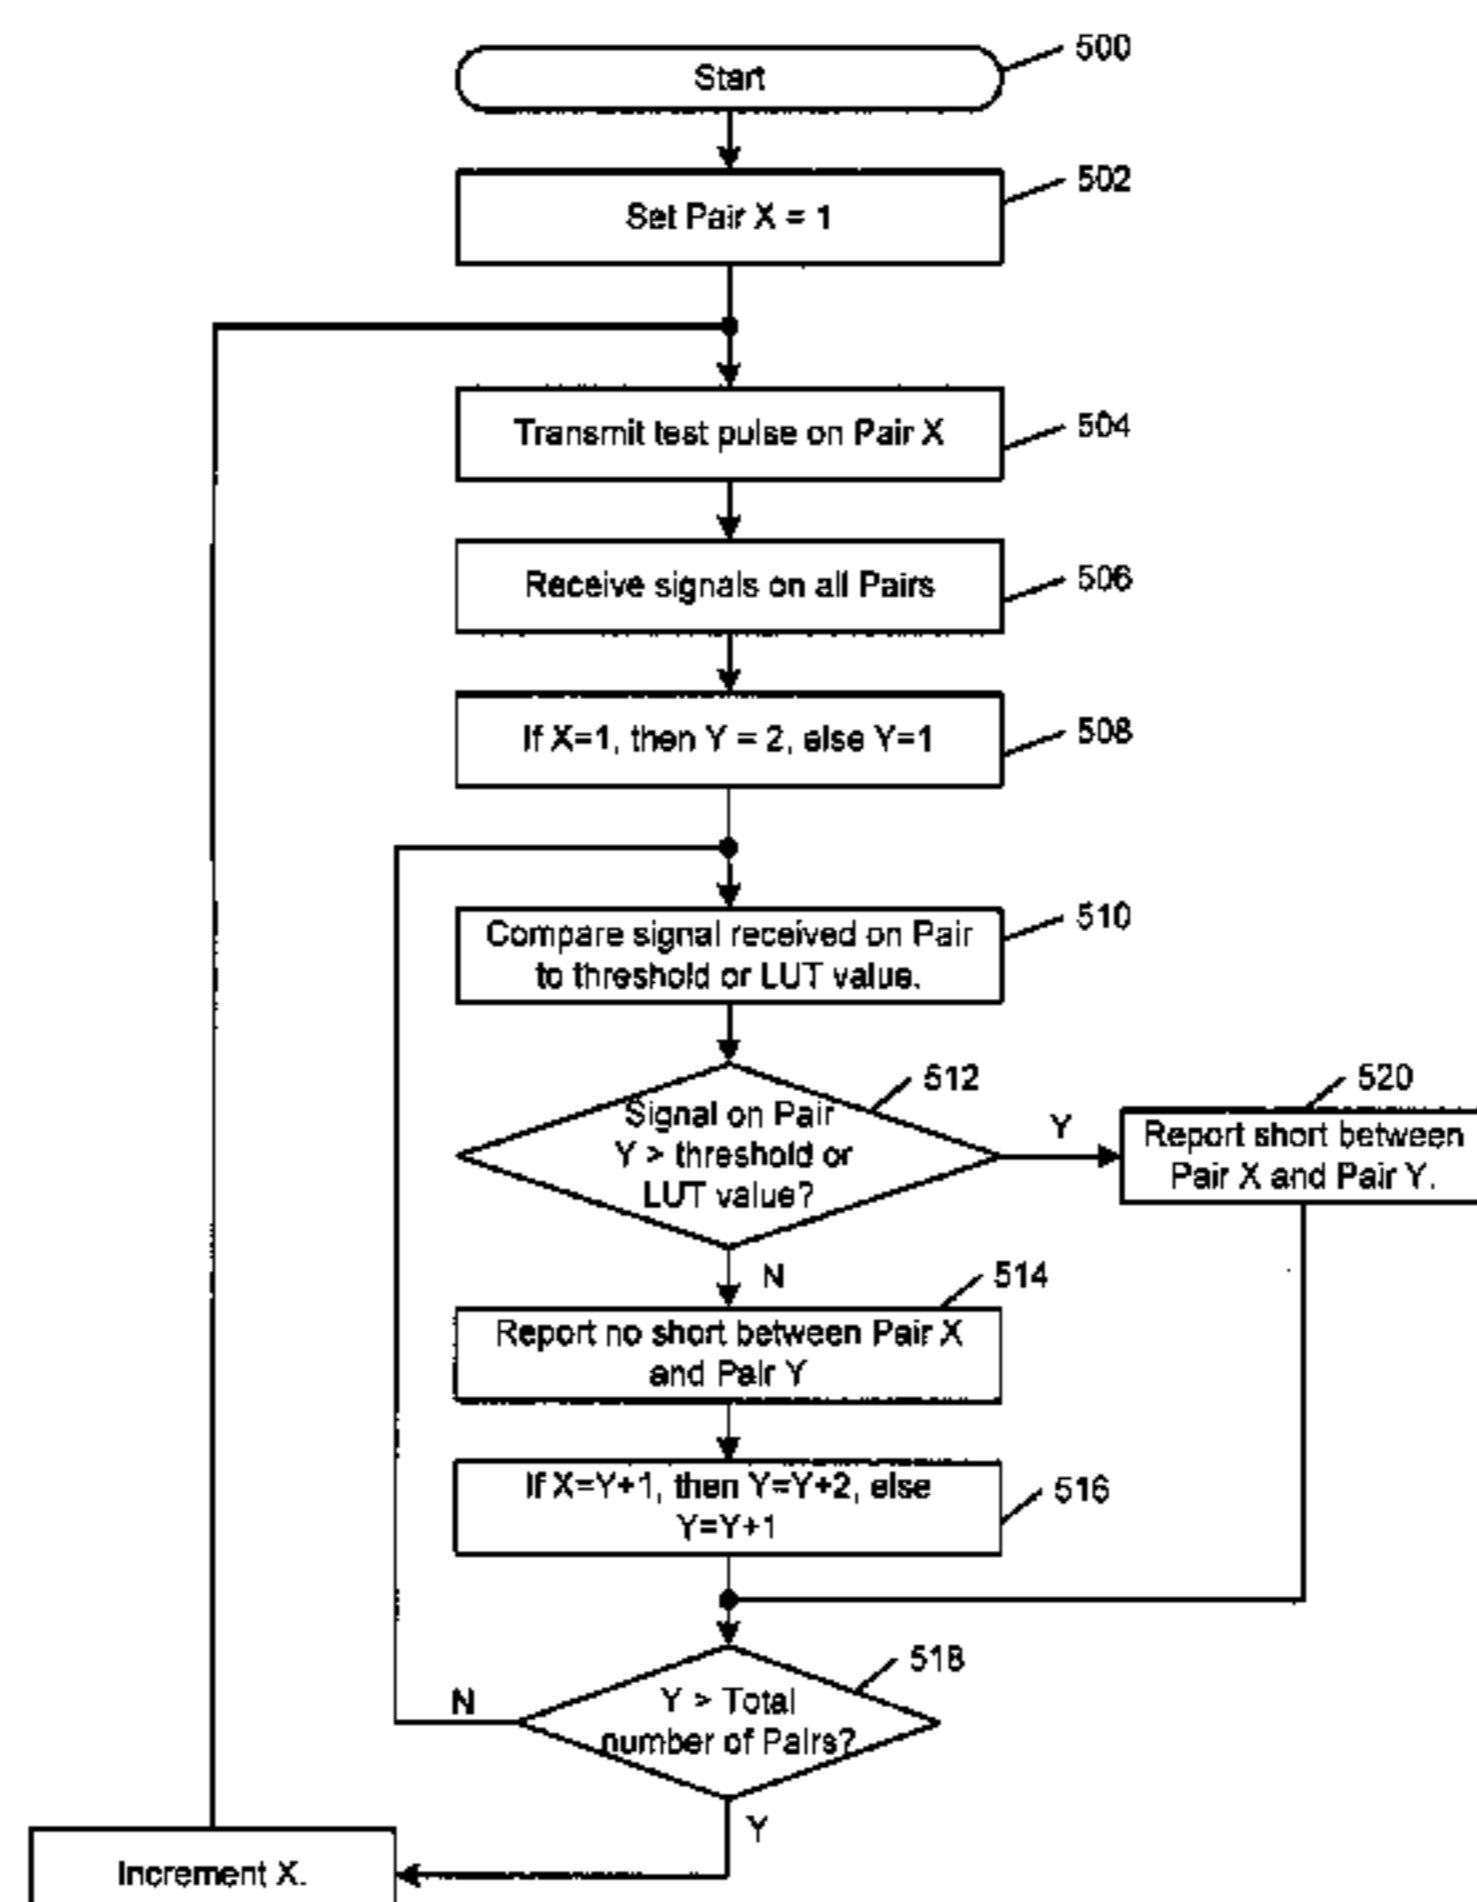 Start
500
Set Pair X = 1
502
Transmit test pulse on Pair X
504
Receive signals on all Pairs
506
If X=1, then Y = 2, else Y=1
508
Compare signal received on Pair
to threshold or LUT value.
510
Signal on Pair
Y > threshold or
LUT value?
512
Y
Report short between
Pair X and Pair Y.
520
N
Report no short between Pair X
and Pair Y
514
If X=Y+1, then Y=Y+2, else
Y=Y+1
516
Y > Total
number of Pairs?
518
N
Y
Increment X.